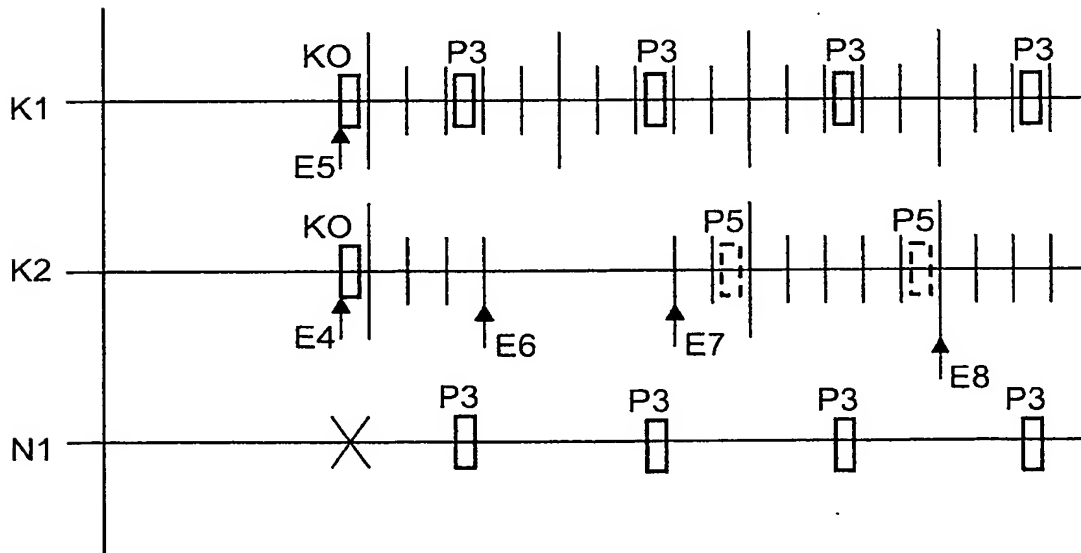 KO P3 P3 P3 P3
K1
E5
KO P5 P5
K2
E4 E6 E7 E8
P3 P3 P3 P3
N1